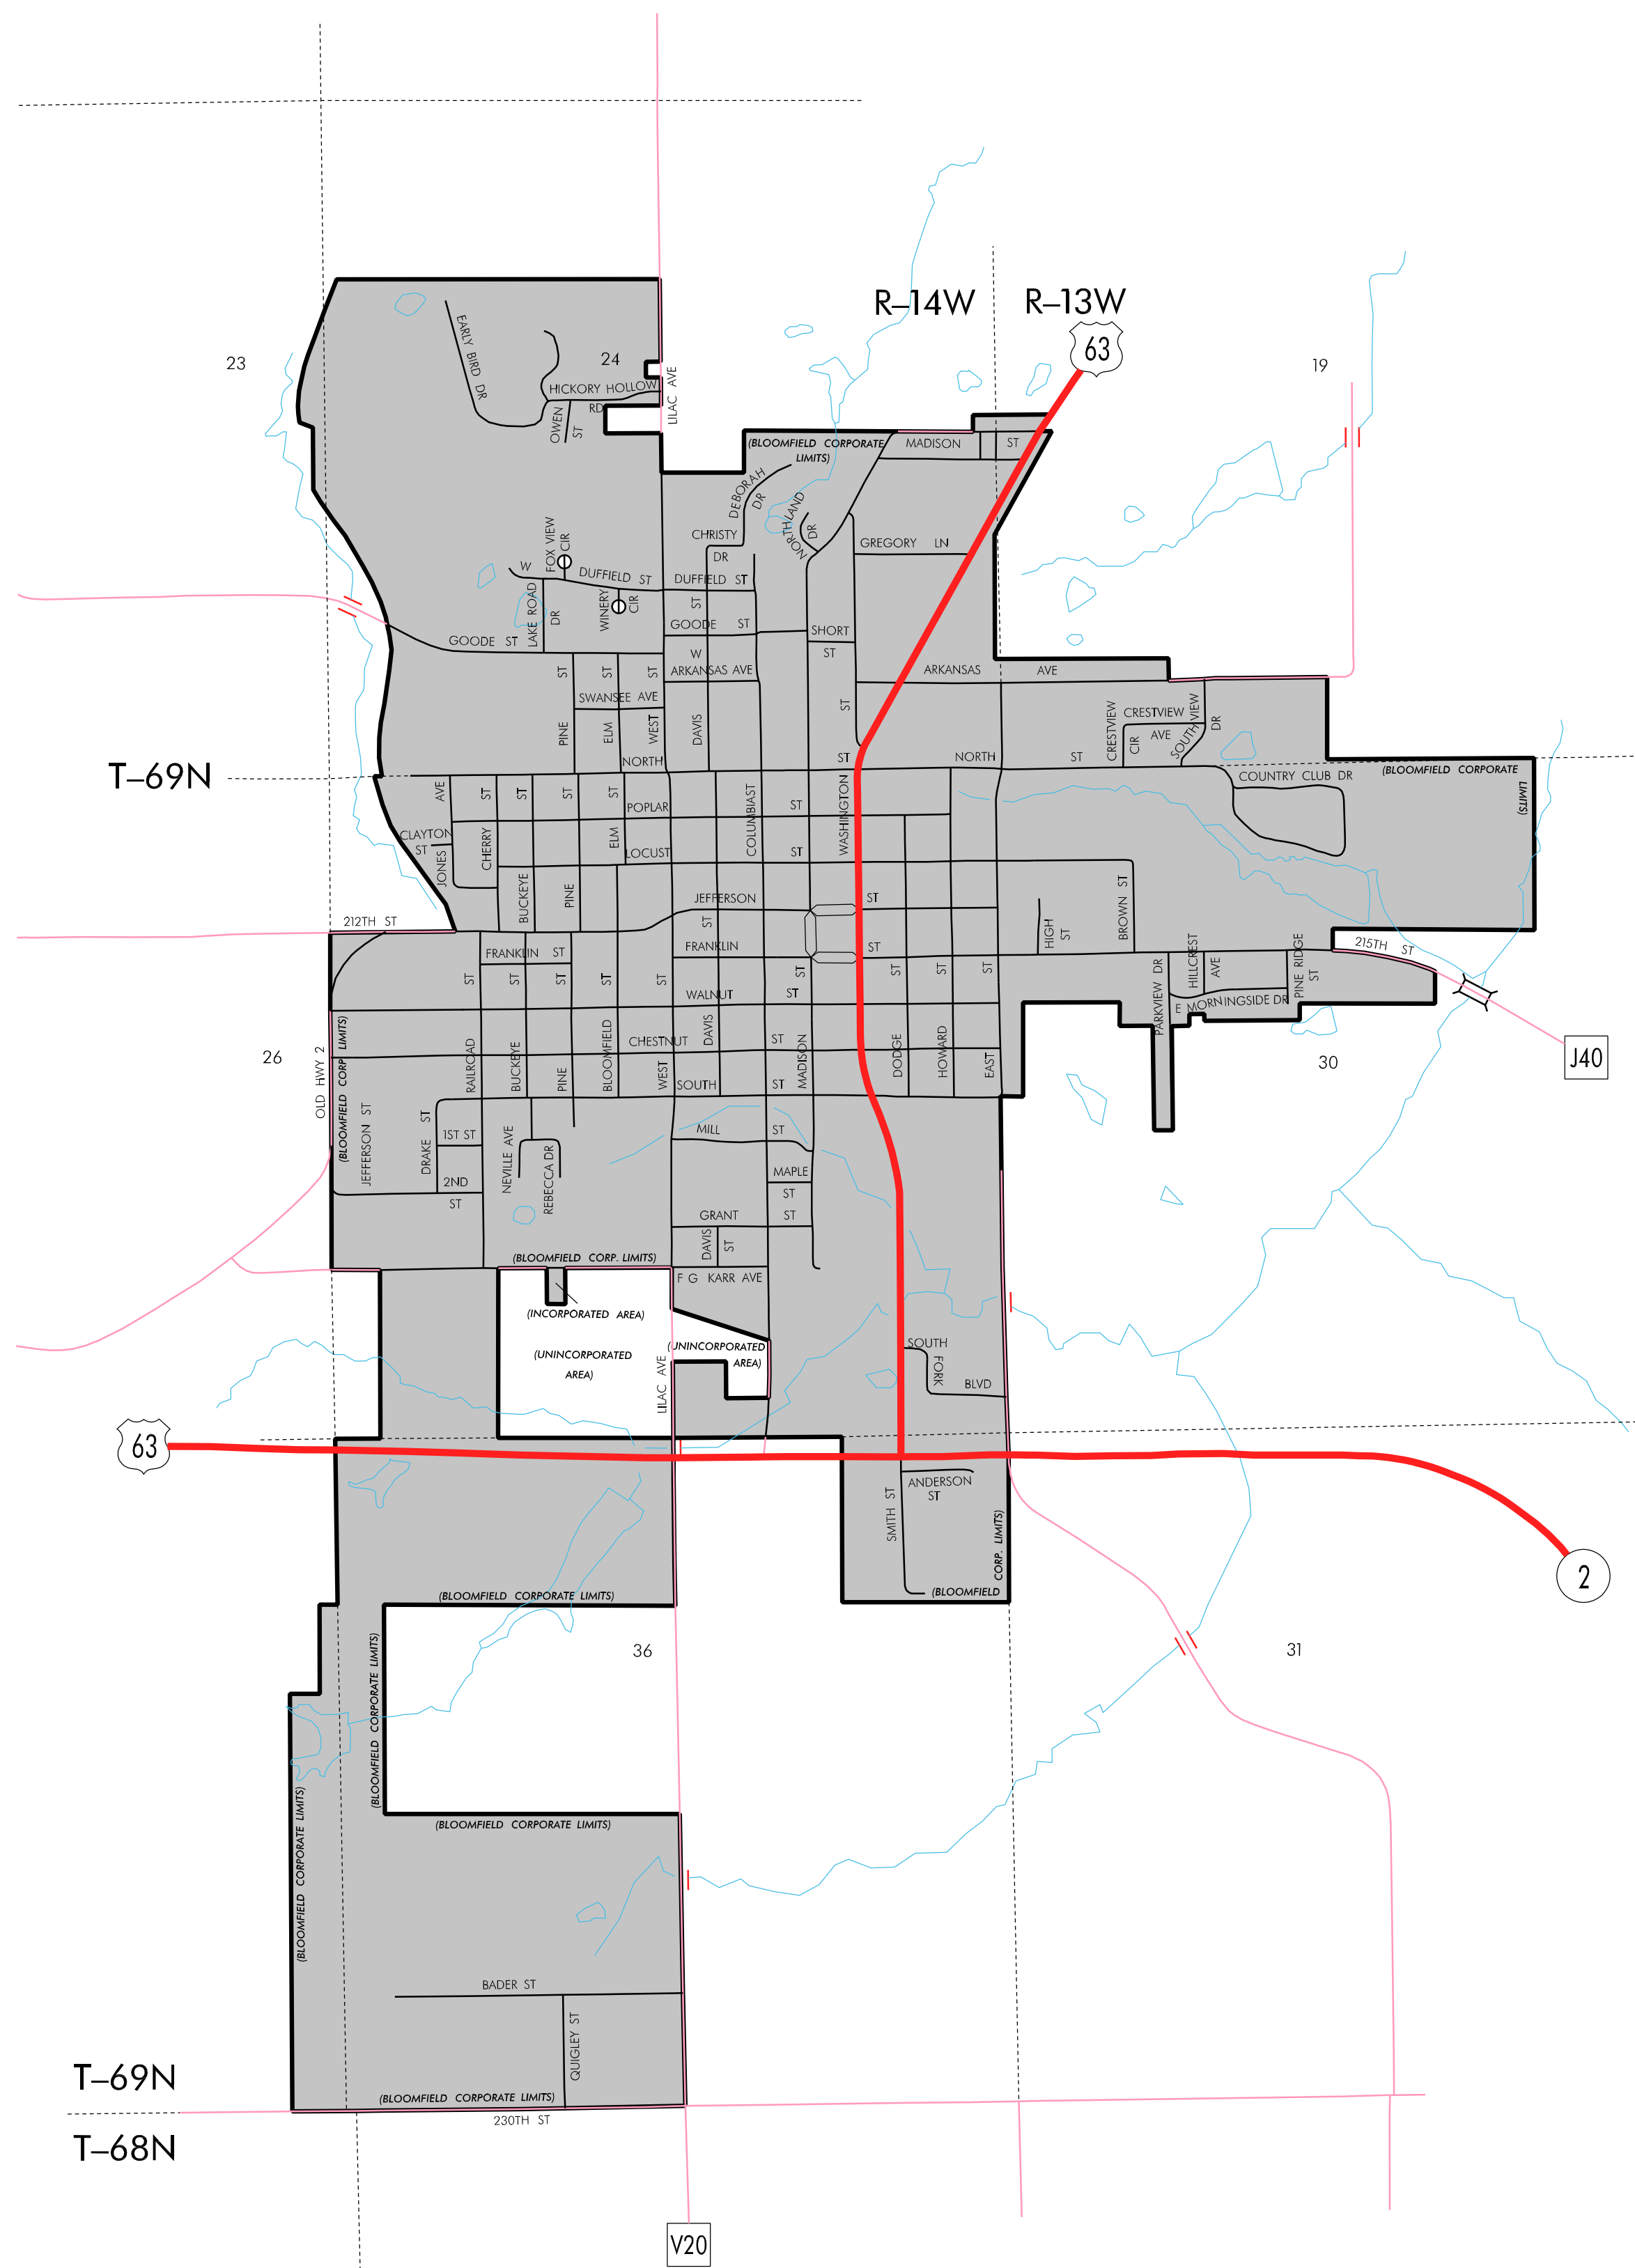 R–14W
R–13W
63
23
24
19
EARLY BIRD DR
HICKORY HOLLOW
RD
OWEN
ST
LILAC AVE
(BLOOMFIELD CORPORATE
LIMITS)
MADISON
ST
DEBORAH
DR
NORTHLAND
DR
CHRISTY
DR
GREGORY LN
FOX VIEW
CIR
W
DUFFIELD ST
DUFFIELD ST
LAKE ROAD
DR
WINERY
CIR
ST
GOODE ST
SHORT
ST
GOODE ST
W
ARKANSAS AVE
ARKANSAS AVE
ST
ST
ST
SWANSEE AVE
PINE
ELM
WEST
DAVIS
ST
CRESTVIEW
CIR
CRESTVIEW
AVE
SOUTH VIEW
DR
NORTH
ST
NORTH
ST
T–69N
COUNTRY CLUB DR
(BLOOMFIELD CORPORATE
LIMITS)
AVE
ST
ST
ST
ST
POPLAR
ST
COLUMBIA ST
WASHINGTON
CLAYTON
ST
JONES
CHERRY
ELM
LOCUST
ST
BUCKEYE
PINE
JEFFERSON
ST
BROWN ST
HIGH
ST
212TH ST
ST
FRANKLIN ST
FRANKLIN
ST
215TH ST
ST
ST
ST
ST
ST
ST
ST
ST
ST
HILLCREST
AVE
PINE RIDGE
ST
PARKVIEW DR
E MORNINGSIDE DR
WALNUT
ST
J40
26
30
OLD HWY 2
(BLOOMFIELD CORP LIMITS)
RAILROAD
BUCKEYE
PINE
BLOOMFIELD
WEST
DAVIS
MADISON
DODGE
HOWARD
EAST
CHESTNUT
ST
SOUTH
ST
JEFFERSON ST
DRAKE ST
1ST ST
2ND
ST
NEVILLE AVE
REBECCA DR
MILL
ST
MAPLE
ST
GRANT
ST
DAVIS
ST
(BLOOMFIELD CORP. LIMITS)
F G KARR AVE
(INCORPORATED AREA)
(UNINCORPORATED
AREA)
(UNINCORPORATED
AREA)
LILAC AVE
SOUTH
FORK
BLVD
63
ANDERSON
ST
SMITH ST
(BLOOMFIELD
CORP. LIMITS)
2
(BLOOMFIELD CORPORATE LIMITS)
36
31
(BLOOMFIELD CORPORATE LIMITS)
(BLOOMFIELD CORPORATE LIMITS)
(BLOOMFIELD CORPORATE LIMITS)
BADER ST
QUIGLEY ST
T–69N
(BLOOMFIELD CORPORATE LIMITS)
230TH ST
T–68N
V20